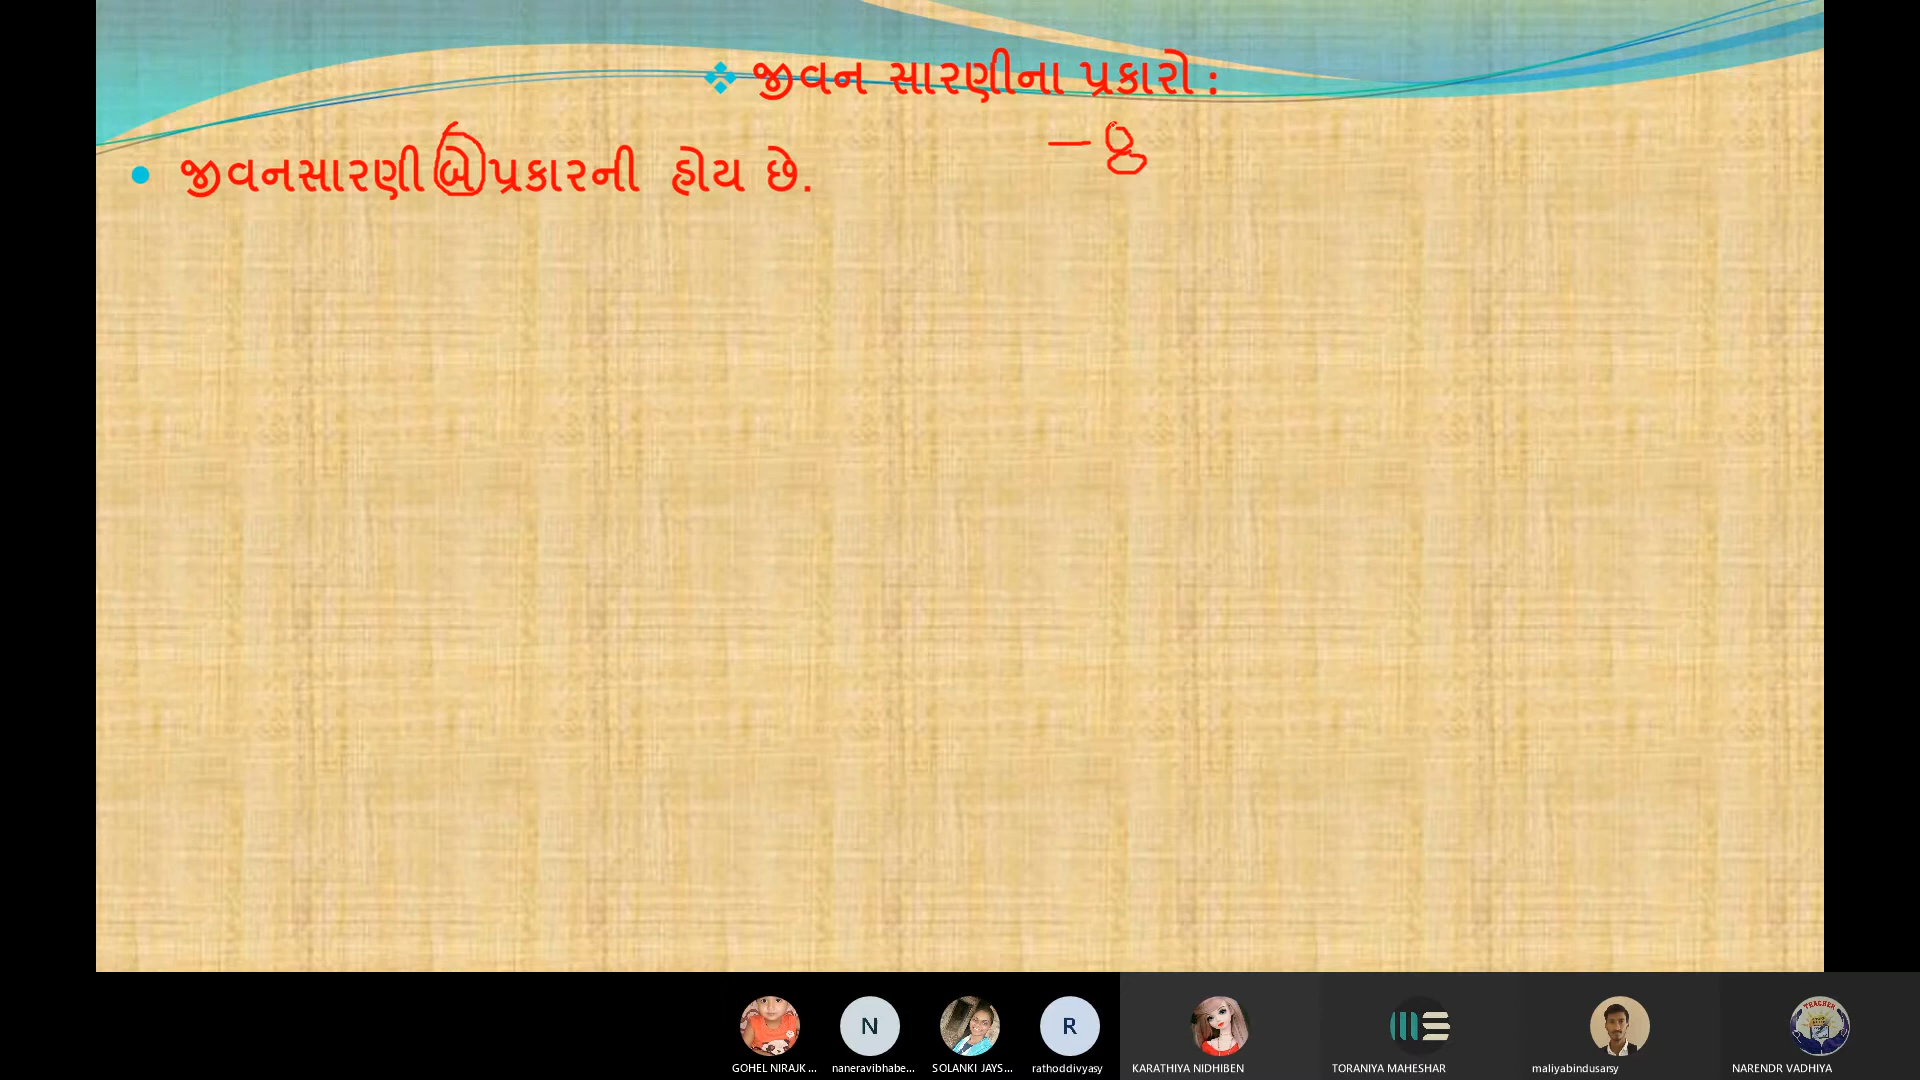 ❖ જીવન સારણીના પ્રકારો :
• જીવનસારણી બે પ્રકારની હોય છે.
N
R
TEACHER
GOHEL NIRAJK ...
naneravibhabe...
SOLANKI JAYS...
rathoddivyasy
KARATHIYA NIDHIBEN
TORANIYA MAHESHAR
maliyabindusarsy
NARENDR VADHIYA